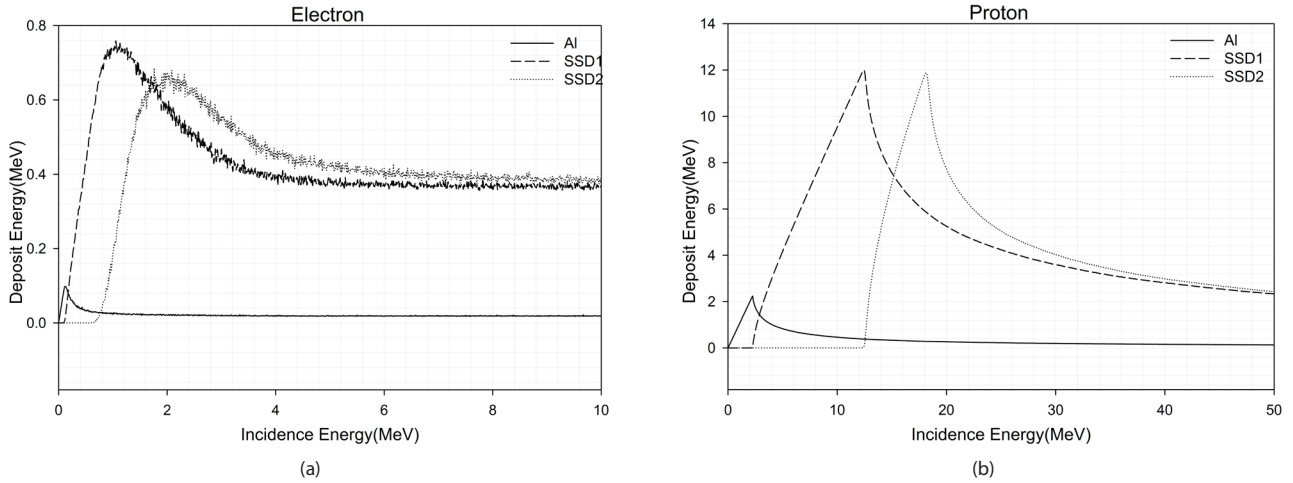 Electron
Al
SSD1
SSD2
Deposit Energy(MeV)
0.8
0.6
0.4
0.2
0.0
0 2 4 6 8 10
Incidence Energy(MeV)
(a)
Proton
Al
SSD1
SSD2
Deposit Energy(MeV)
14
12
10
8
6
4
2
0
0 10 20 30 40 50
Incidence Energy(MeV)
(b)